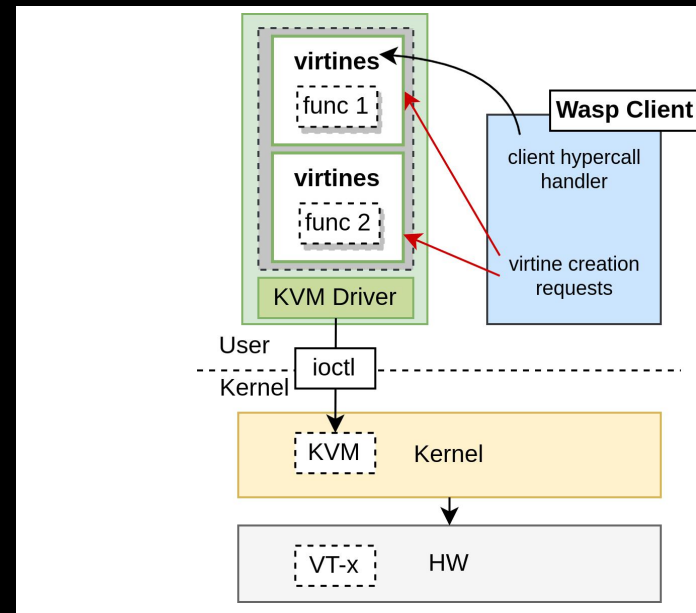 virtines
func 1
Wasp Client
client hypercall
handler
virtines
func 2
virtine creation
requests
KVM Driver
User
ioctl
Kernel
KVM
Kernel
VT-x
HW